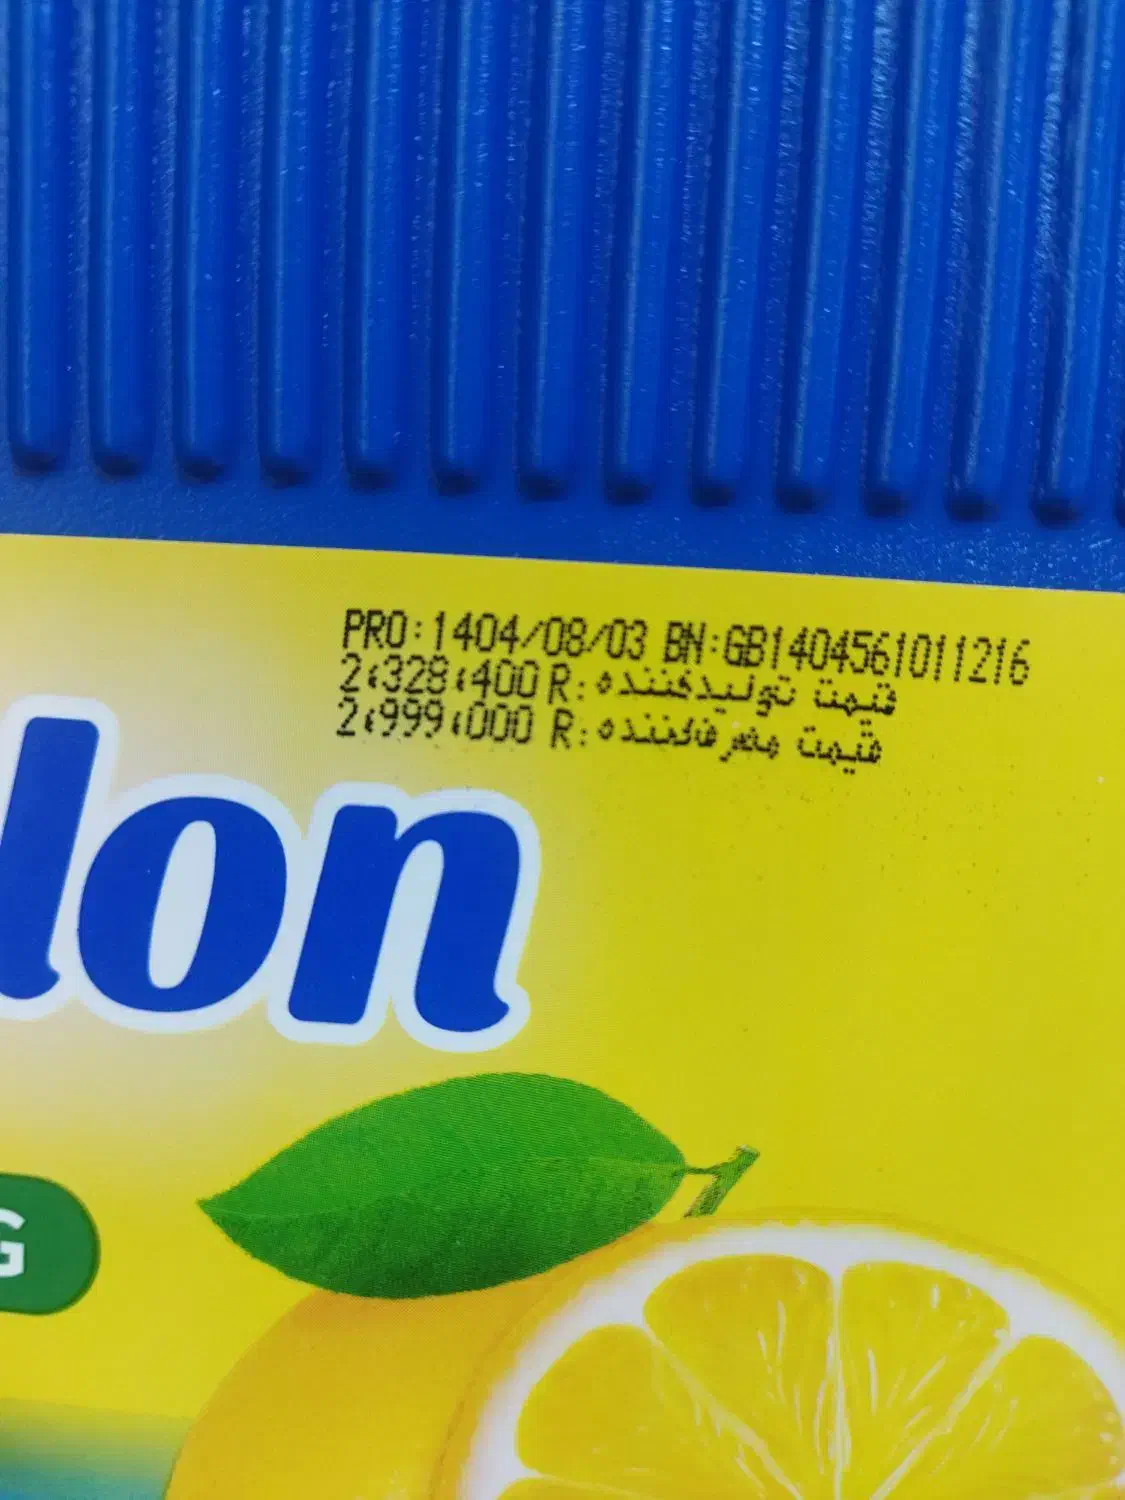 PRO:1404/08/03 BN:GB1404561011216
2،328،400 R: قیمت تولیدکننده
2،999،000 R: قیمت مصرف‌کننده
lon
G